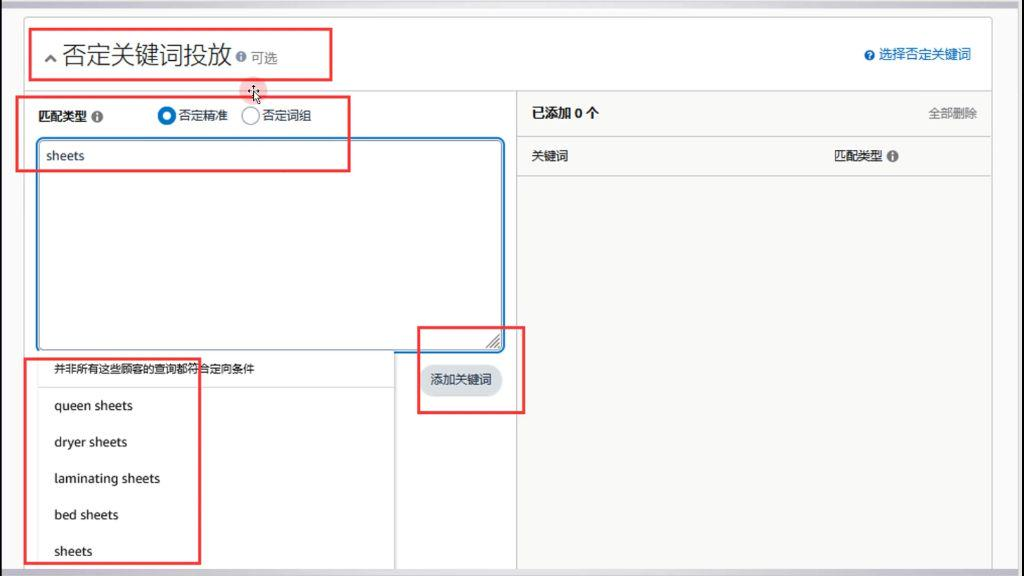 否定关键词投放 可选
选择否定关键词
匹配类型 否定精准 否定词组
已添加 0 个
全部删除
sheets
关键词
匹配类型
并非所有这些顾客的查询都符合定向条件
添加关键词
queen sheets
dryer sheets
laminating sheets
bed sheets
sheets